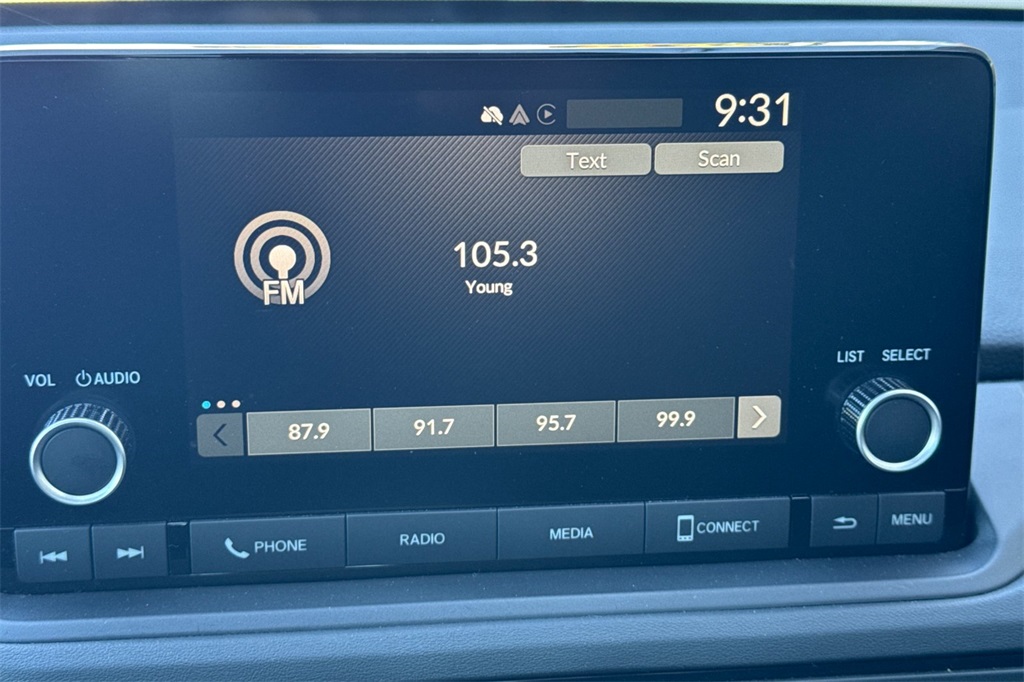 9:31
Text Scan
105.3
FM
Young
LIST SELECT
VOL AUDIO
87.9 91.7 95.7 99.9
PHONE RADIO MEDIA CONNECT MENU